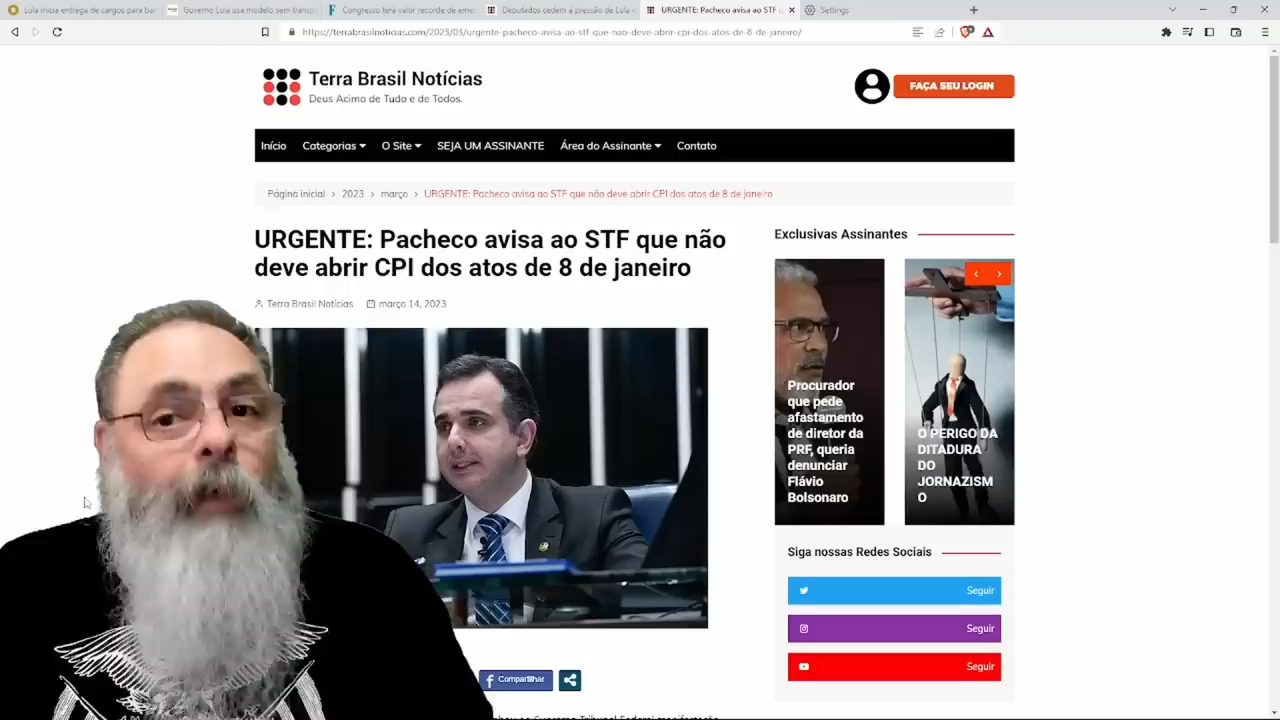 Lula inicia entrega de cargos para bar
Governo Lula usa modelo sem transp
Congresso terá valor recorde de eme
Deputados cedem à pressão de Lula
URGENTE: Pacheco avisa ao STF q
Settings
https://terrabrasilnoticias.com/2023/03/urgente-pacheco-avisa-ao-stf-que-nao-deve-abrir-cpi-dos-atos-de-8-de-janeiro/
Terra Brasil Notícias
Deus Acima de Tudo e de Todos.
FAÇA SEU LOGIN
Início
Categorias
O Site
SEJA UM ASSINANTE
Área do Assinante
Contato
Página inicial > 2023 > março > URGENTE: Pacheco avisa ao STF que não deve abrir CPI dos atos de 8 de janeiro
URGENTE: Pacheco avisa ao STF que não
deve abrir CPI dos atos de 8 de janeiro
Terra Brasil Notícias março 14, 2023
Compartilhar
Exclusivas Assinantes
Procurador
que pede
afastamento
de diretor da
PRF, queria
denunciar
Flávio
Bolsonaro
O PERIGO DA
DITADURA
DO
JORNAZISM
O
Siga nossas Redes Sociais
Seguir
Seguir
Seguir